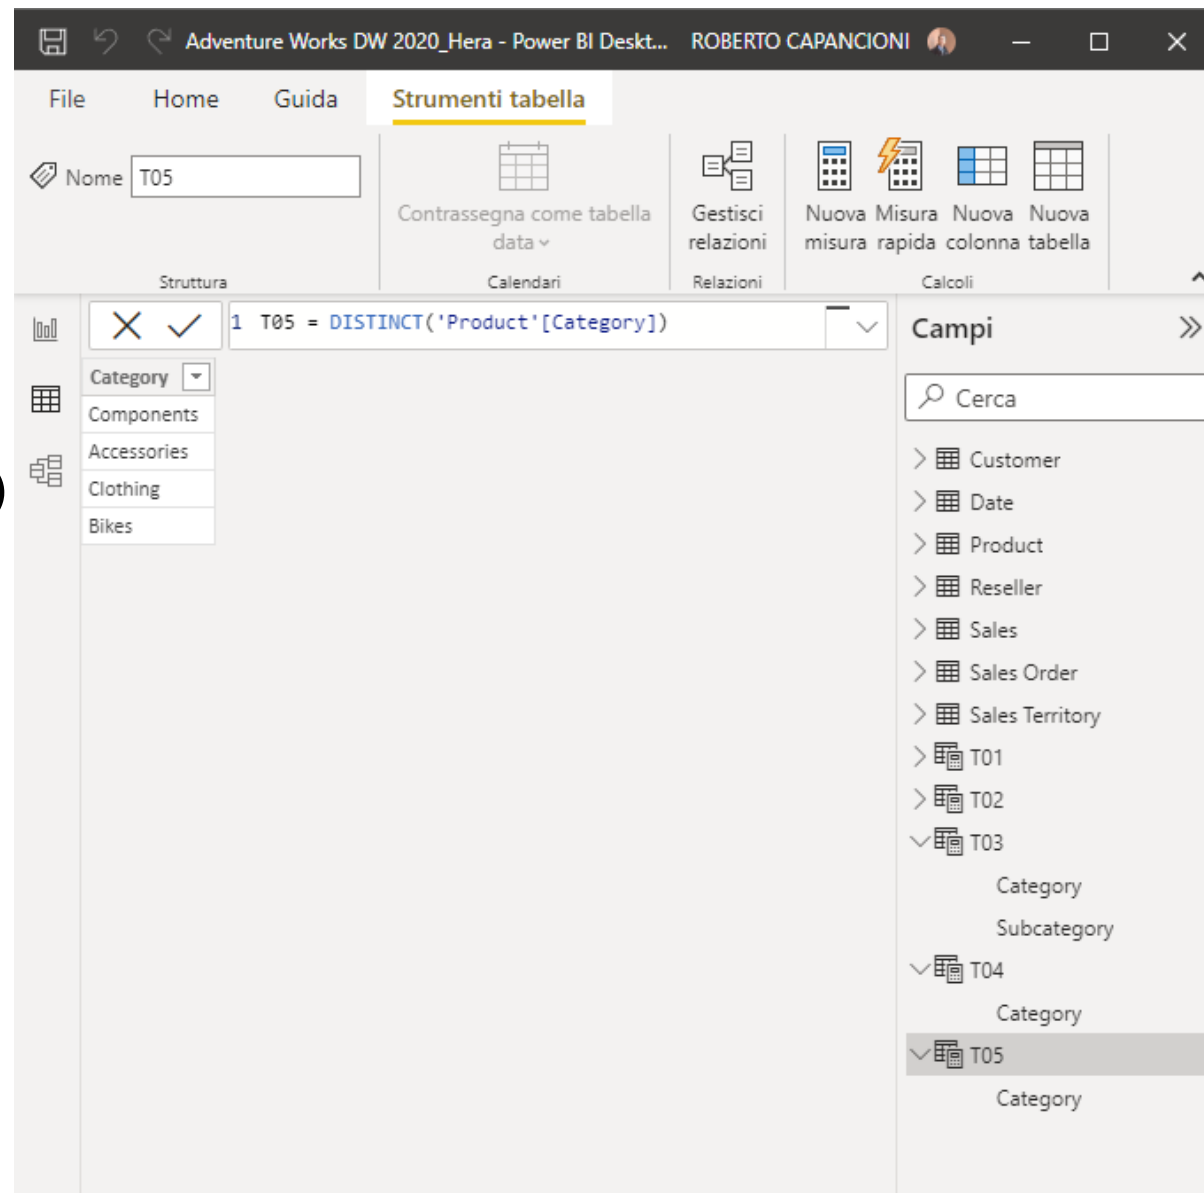 Adventure Works DW 2020_Hera - Power BI Deskt... ROBERTO CAPANCIONI
File Home Guida Strumenti tabella
Nome T05
Contrassegna come tabella
data
Gestisci
relazioni
Nuova
misura
Misura
rapida
Nuova
colonna
Nuova
tabella
Struttura Calendari Relazioni Calcoli
1 T05 = DISTINCT('Product'[Category])
Category
Components
Accessories
Clothing
Bikes
)
Campi
Cerca
Customer
Date
Product
Reseller
Sales
Sales Order
Sales Territory
T01
T02
T03
Category
Subcategory
T04
Category
T05
Category